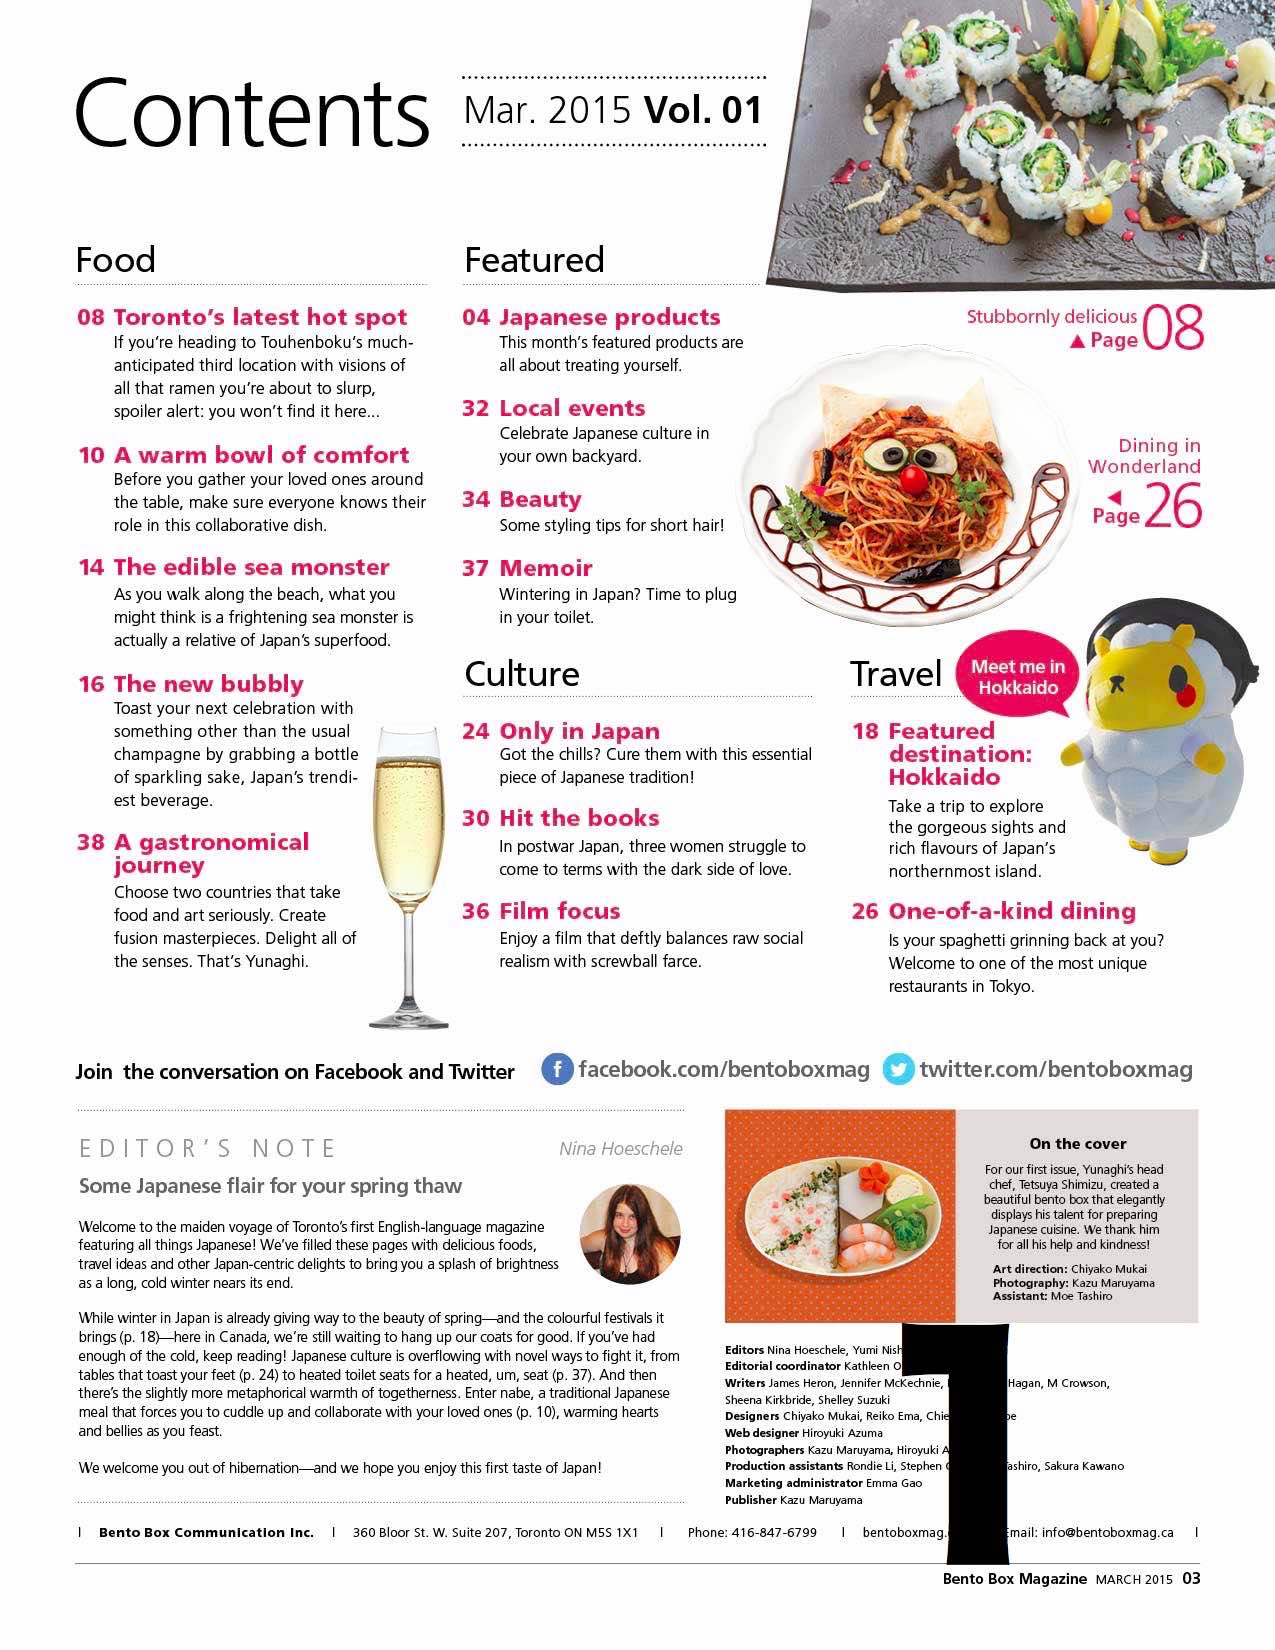 Contents
Mar. 2015 Vol. 01
Food
08 Toronto's latest hot spot
If you're heading to Touhenboku's much-
anticipated third location with visions of
all that ramen you're about to slurp,
spoiler alert: you won't find it here...
10 A warm bowl of comfort
Before you gather your loved ones around
the table, make sure everyone knows their
role in this collaborative dish.
14 The edible sea monster
As you walk along the beach, what you
might think is a frightening sea monster is
actually a relative of Japan's superfood.
16 The new bubbly
Toast your next celebration with
something other than the usual
champagne by grabbing a bottle
of sparkling sake, Japan's trendi-
est beverage.
38 A gastronomical
journey
Choose two countries that take
food and art seriously. Create
fusion masterpieces. Delight all of
the senses. That's Yunaghi.
Featured
04 Japanese products
This month's featured products are
all about treating yourself.
32 Local events
Celebrate Japanese culture in
your own backyard.
34 Beauty
Some styling tips for short hair!
37 Memoir
Wintering in Japan? Time to plug
in your toilet.
Stubbornly delicious
▲ Page 08
Dining in
Wonderland
◀
Page 26
Culture
24 Only in Japan
Got the chills? Cure them with this essential
piece of Japanese tradition!
30 Hit the books
In postwar Japan, three women struggle to
come to terms with the dark side of love.
36 Film focus
Enjoy a film that deftly balances raw social
realism with screwball farce.
Travel
Meet me in
Hokkaido
18 Featured
destination:
Hokkaido
Take a trip to explore
the gorgeous sights and
rich flavours of Japan's
northernmost island.
26 One-of-a-kind dining
Is your spaghetti grinning back at you?
Welcome to one of the most unique
restaurants in Tokyo.
Join the conversation on Facebook and Twitter
f facebook.com/bentoboxmag
twitter.com/bentoboxmag
EDITOR'S NOTE
Nina Hoeschele
Some Japanese flair for your spring thaw
Welcome to the maiden voyage of Toronto's first English-language magazine
featuring all things Japanese! We've filled these pages with delicious foods,
travel ideas and other Japan-centric delights to bring you a splash of brightness
as a long, cold winter nears its end.
While winter in Japan is already giving way to the beauty of spring—and the colourful festivals it
brings (p. 18)—here in Canada, we're still waiting to hang up our coats for good. If you've had
enough of the cold, keep reading! Japanese culture is overflowing with novel ways to fight it, from
tables that toast your feet (p. 24) to heated toilet seats for a heated, um, seat (p. 37). And then
there's the slightly more metaphorical warmth of togetherness. Enter nabe, a traditional Japanese
meal that forces you to cuddle up and collaborate with your loved ones (p. 10), warming hearts
and bellies as you feast.
We welcome you out of hibernation—and we hope you enjoy this first taste of Japan!
On the cover
For our first issue, Yunaghi's head
chef, Tetsuya Shimizu, created a
beautiful bento box that elegantly
displays his talent for preparing
Japanese cuisine. We thank him
for all his help and kindness!
Art direction: Chiyako Mukai
Photography: Kazu Maruyama
Assistant: Moe Tashiro
1
Editors Nina Hoeschele, Yumi
Editorial coordinator Kathleen
Writers James Heron, Jennifer McKechnie, Hagan, M Crowson,
Sheena Kirkbride, Shelley Suzuki
Designers Chiyako Mukai, Reiko Ema,
Web designer Hiroyuki Azuma
Photographers Kazu Maruyama, Hiroyuki
Production assistants Rondie Li, Stephen Tashiro, Sakura Kawano
Marketing administrator Emma Gao
Publisher Kazu Maruyama
| Bento Box Communication Inc. | 360 Bloor St. W. Suite 207, Toronto ON M5S 1X1 | Phone: 416-847-6799 | bentoboxmag. Email: info@bentoboxmag.ca |
Bento Box Magazine MARCH 2015 03